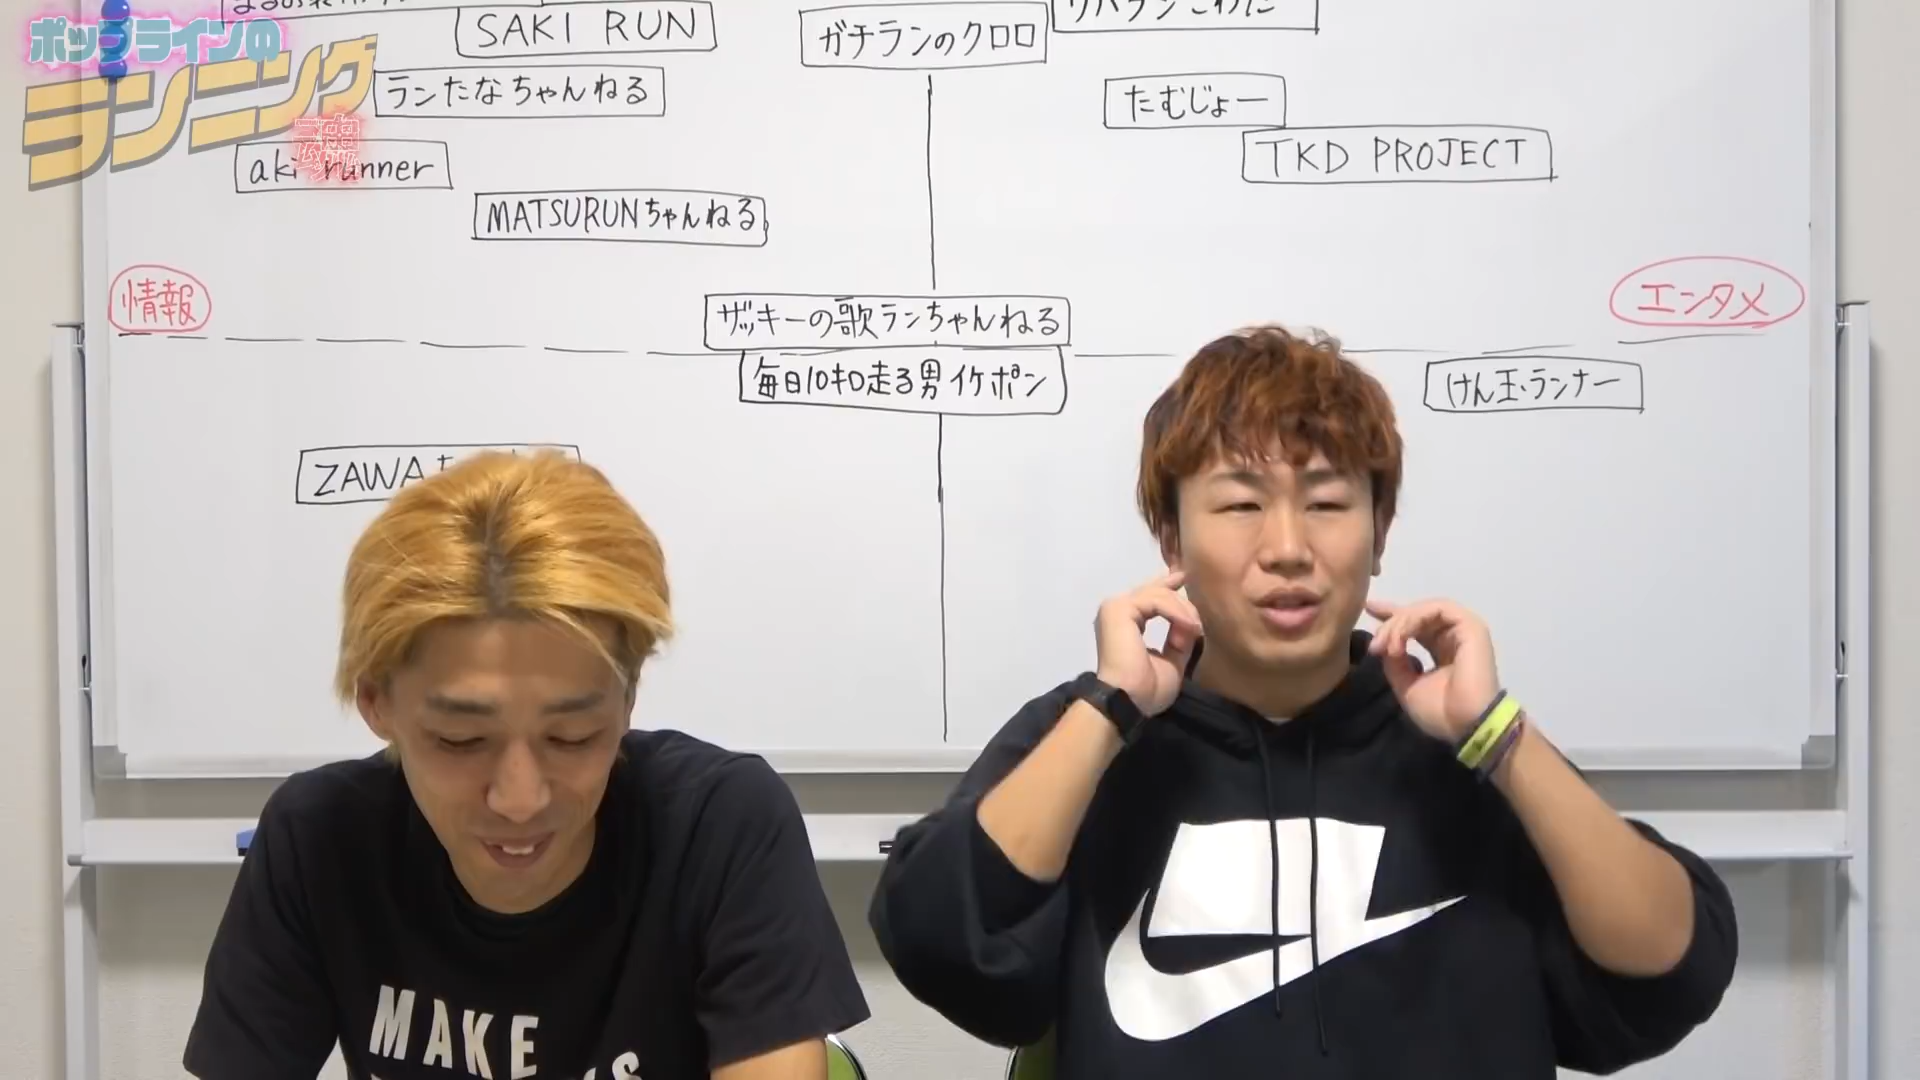 ポップラインの
ランニング魂
SAKI RUN
ガチランのクロロ
ランたなちゃんねる
たむじょー
aki runner
TKD PROJECT
MATSURUNちゃんねる
情報
エンタメ
ザッキーの歌ランちゃんねる
毎日10キロ走る男 イケポン
けん玉ランナー
ZAWA
MAKE